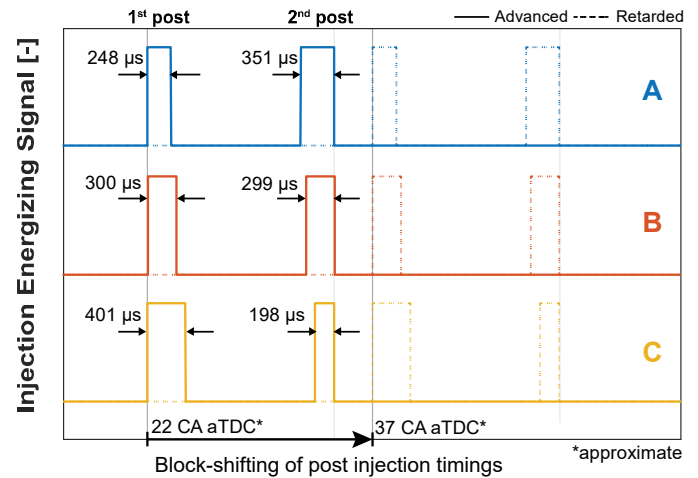 1st post 2nd post Advanced Retarded
Injection Energizing Signal [-]
248 µs 351 µs
A
300 µs 299 µs
B
401 µs 198 µs
C
22 CA aTDC* 37 CA aTDC*
*approximate
Block-shifting of post injection timings